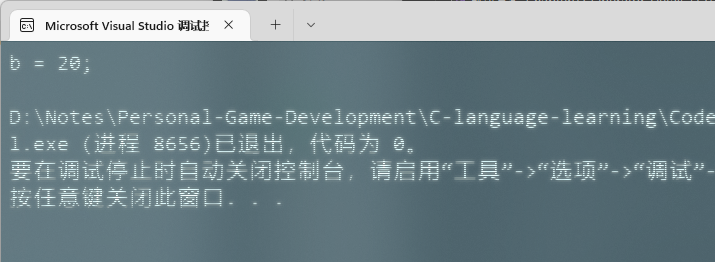 Microsoft Visual Studio 调试
b = 20;
D:\Notes\Personal-Game-Development\C-language-learning\Code
1.exe (进程 8656)已退出，代码为 0。
要在调试停止时自动关闭控制台，请启用“工具”->“选项”->“调试”-
按任意键关闭此窗口. . .